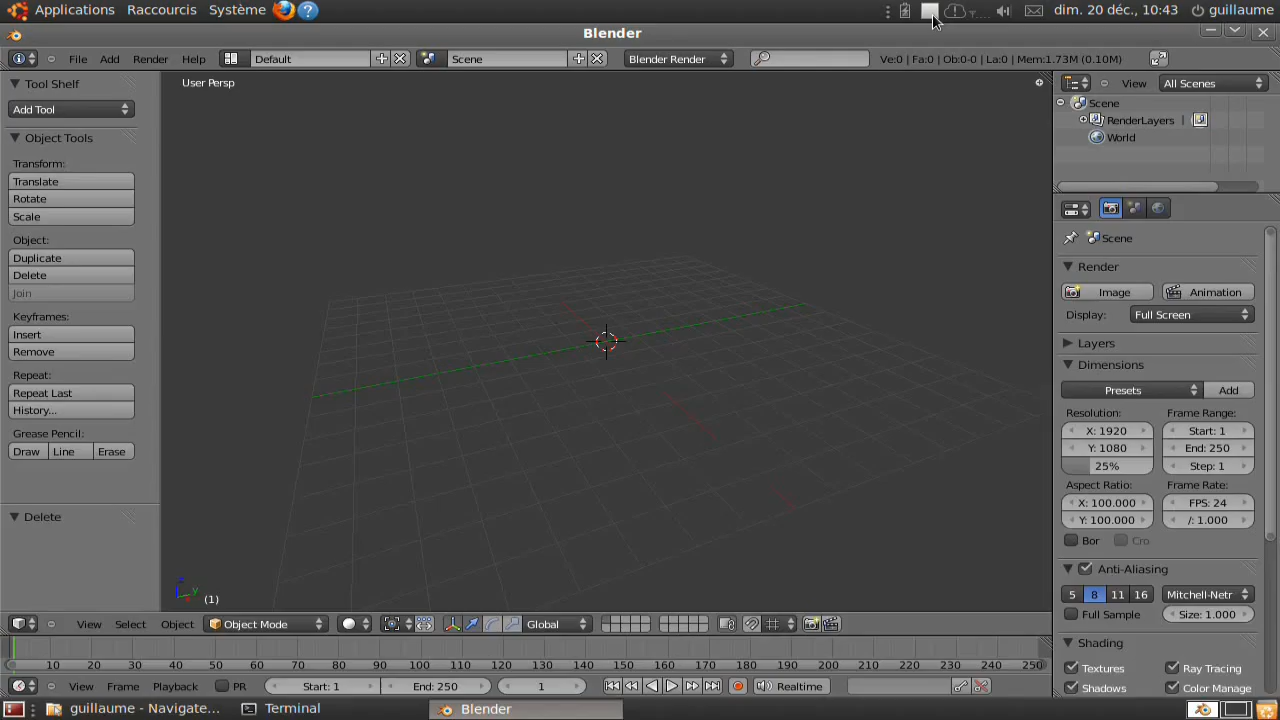 Applications Raccourcis Système dim. 20 déc., 10:43 guillaume
Blender
File Add Render Help Default Scene Blender Render Ve:0 | Fa:0 | Ob:0-0 | La:0 | Mem:1.73M (0.10M)
Tool Shelf
Add Tool
Object Tools
Transform:
Translate
Rotate
Scale
Object:
Duplicate
Delete
Join
Keyframes:
Insert
Remove
Repeat:
Repeat Last
History...
Grease Pencil:
Draw Line Erase
Delete
User Persp
(1)
View All Scenes
Scene
RenderLayers |
World
Scene
Render
Image Animation
Display: Full Screen
Layers
Dimensions
Presets Add
Resolution: Frame Range:
X: 1920 Start: 1
Y: 1080 End: 250
25% Step: 1
Aspect Ratio: Frame Rate:
X: 100.000 FPS: 24
Y: 100.000 /: 1.000
Bor Cro
Anti-Aliasing
5 8 11 16 Mitchell-Netr
Full Sample Size: 1.000
Shading
Textures Ray Tracing
Shadows Color Manage
View Select Object Object Mode Global
10 20 30 40 50 60 70 80 90 100 110 120 130 140 150 160 170 180 190 200 210 220 230 240 250
View Frame Playback PR Start: 1 End: 250 1 Realtime
guillaume - Navigate... Terminal Blender